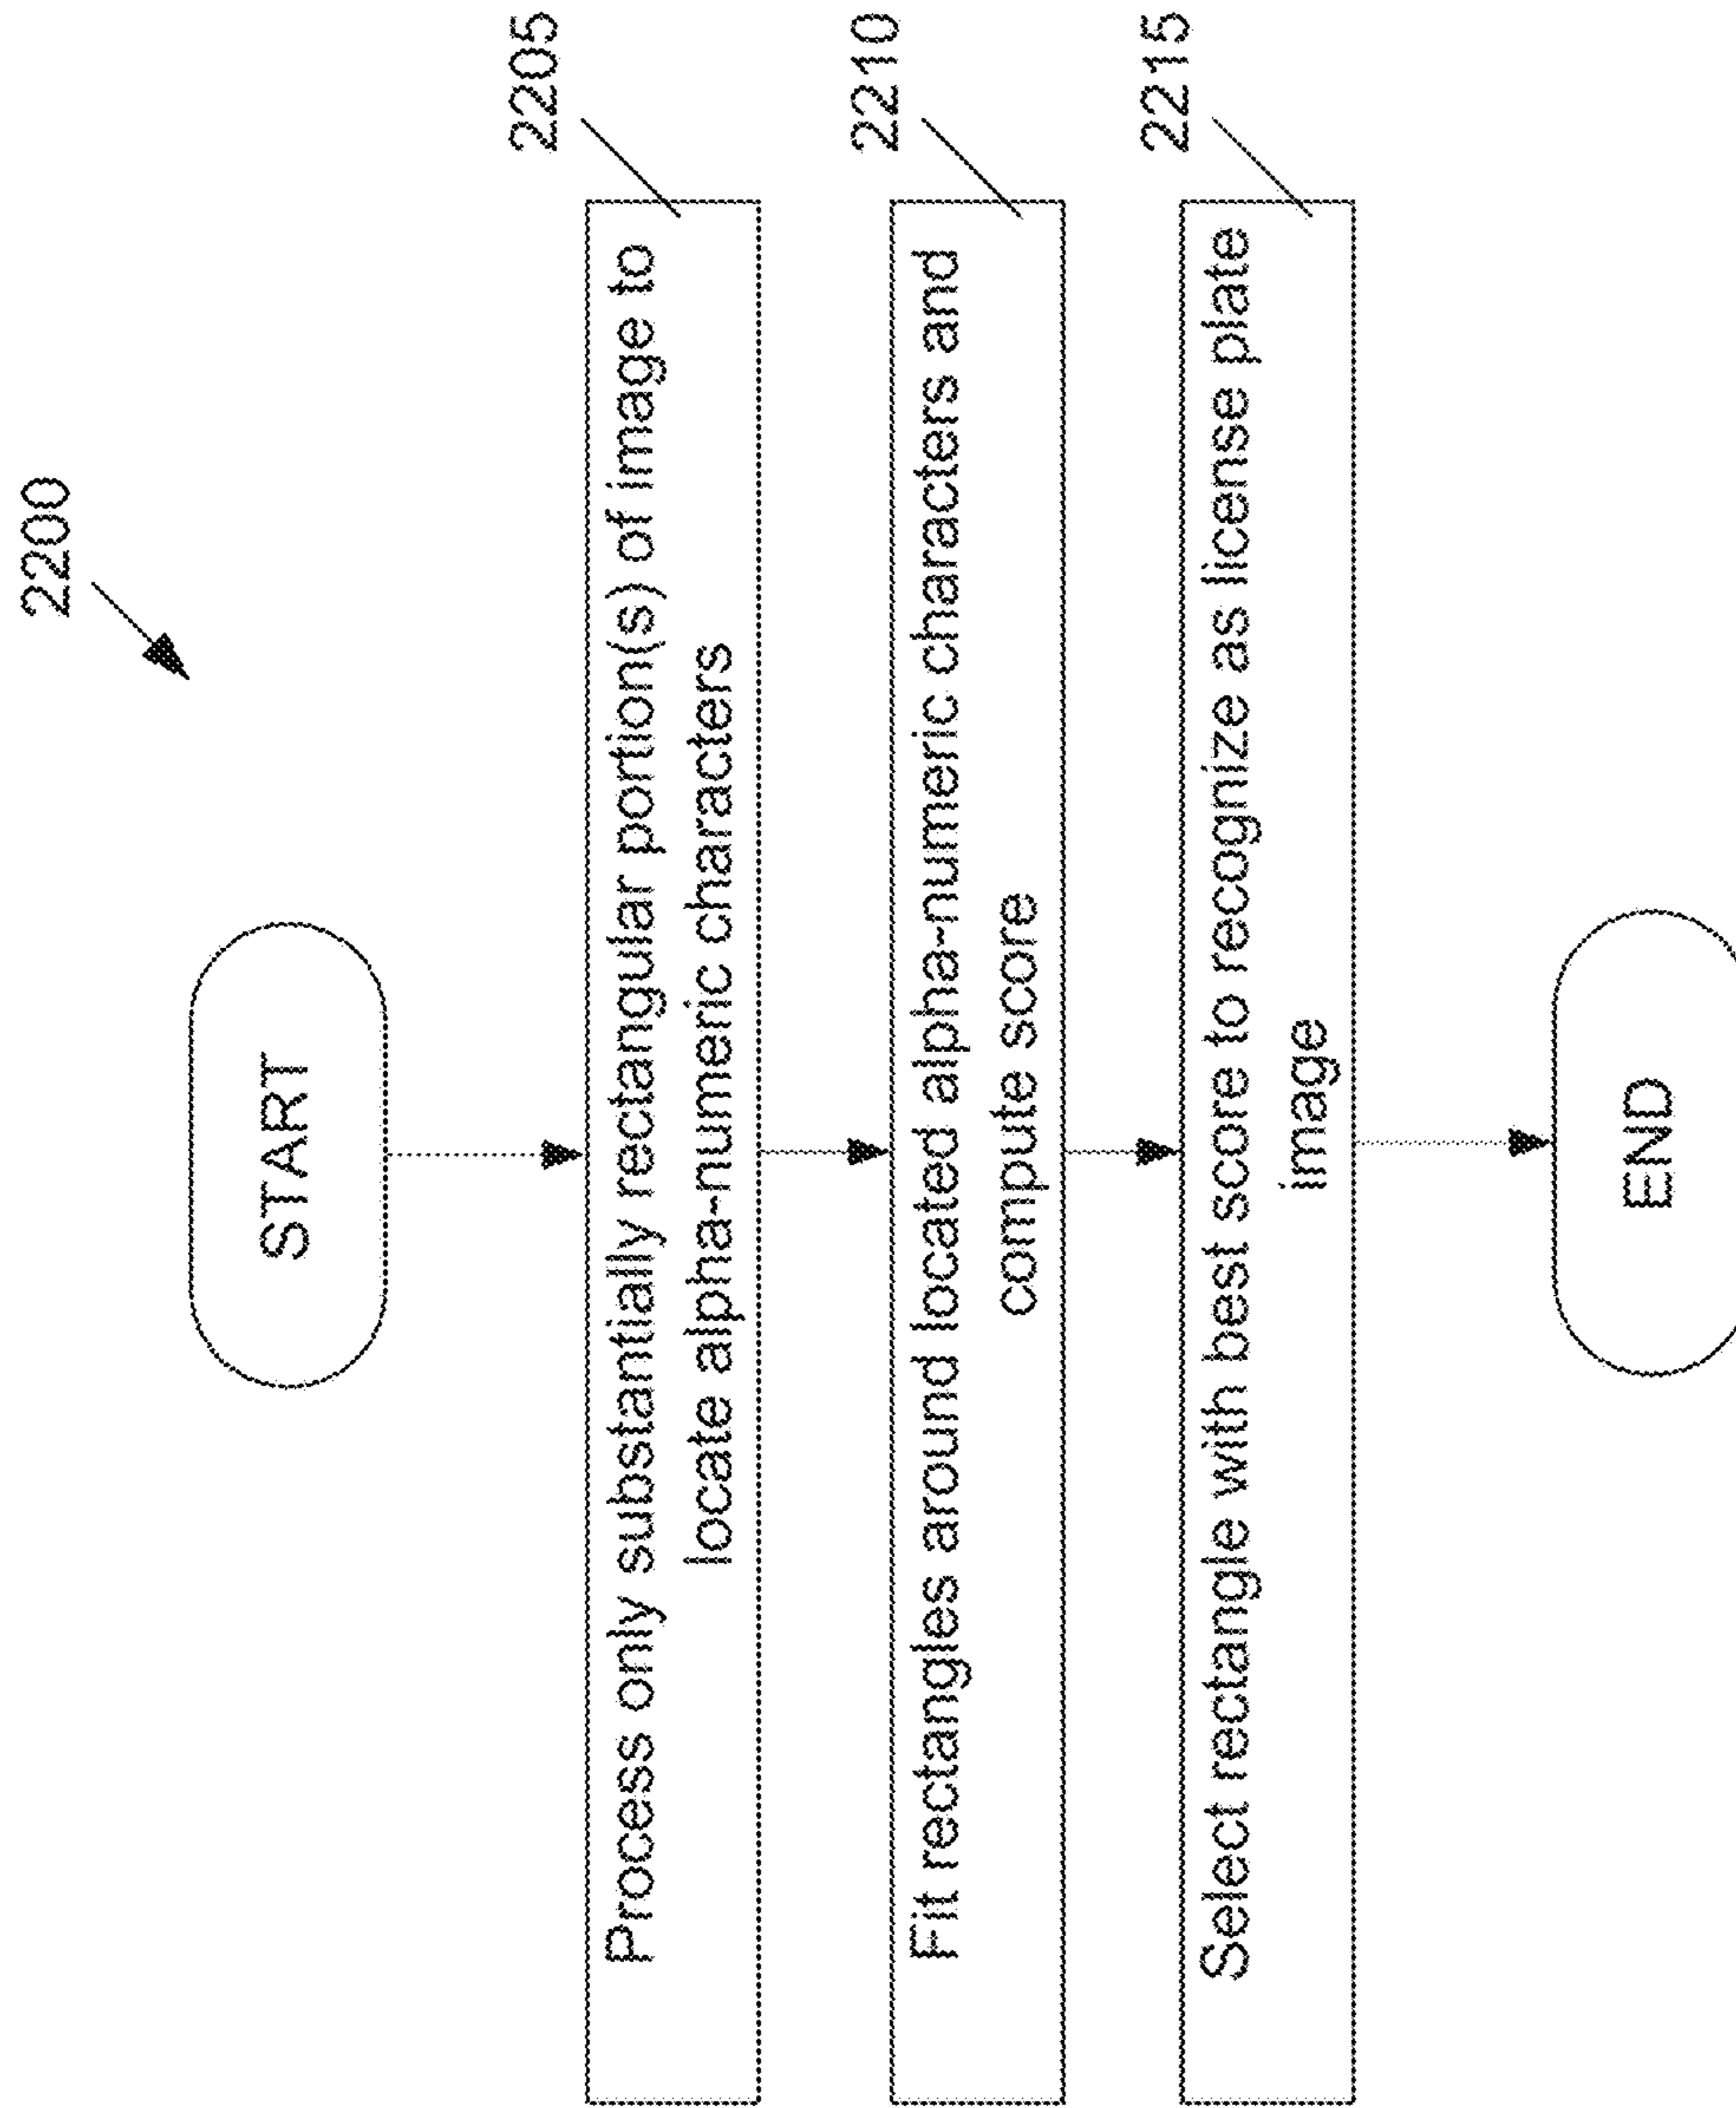 2200
START
2205
Process only substantially rectangular portion(s) of image to
locate alpha-numeric characters
2210
Fit rectangles around located alpha-numeric characters and
compute score
2215
Select rectangle with best score to recognize as license plate
image
END